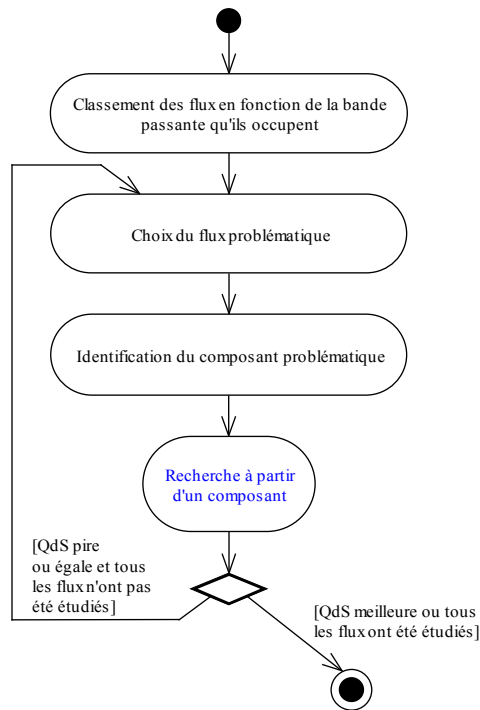 Classement des flux en fonction de la bande
passante qu'ils occupent
Choix du flux problématique
Identification du composant problématique
Recherche à partir
d'un composant
[QdS pire
ou égale et tous
les flux n'ont pas
été étudiés]
[QdS meilleure ou tous
les flux ont été étudiés]